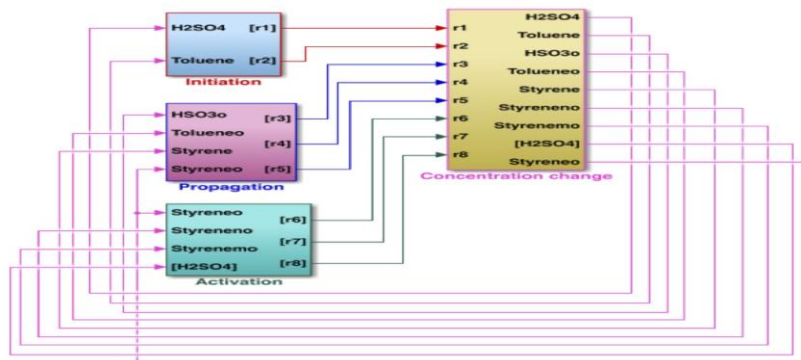 H2SO4 [r1]
Toluene [r2]
Initiation
HSO3o [r3]
Tolueneo
Styrene [r4]
Styreneo [r5]
Propagation
Styreneo [r6]
Styreneno
[r7]
Styrenemo
[H2SO4] [r8]
Activation
r1
r2
r3
r4
r5
r6
r7
r8
H2SO4
Toluene
HSO3o
Tolueneo
Styrene
Styreneno
Styrenemo
[H2SO4]
Styreneo
Concentration change